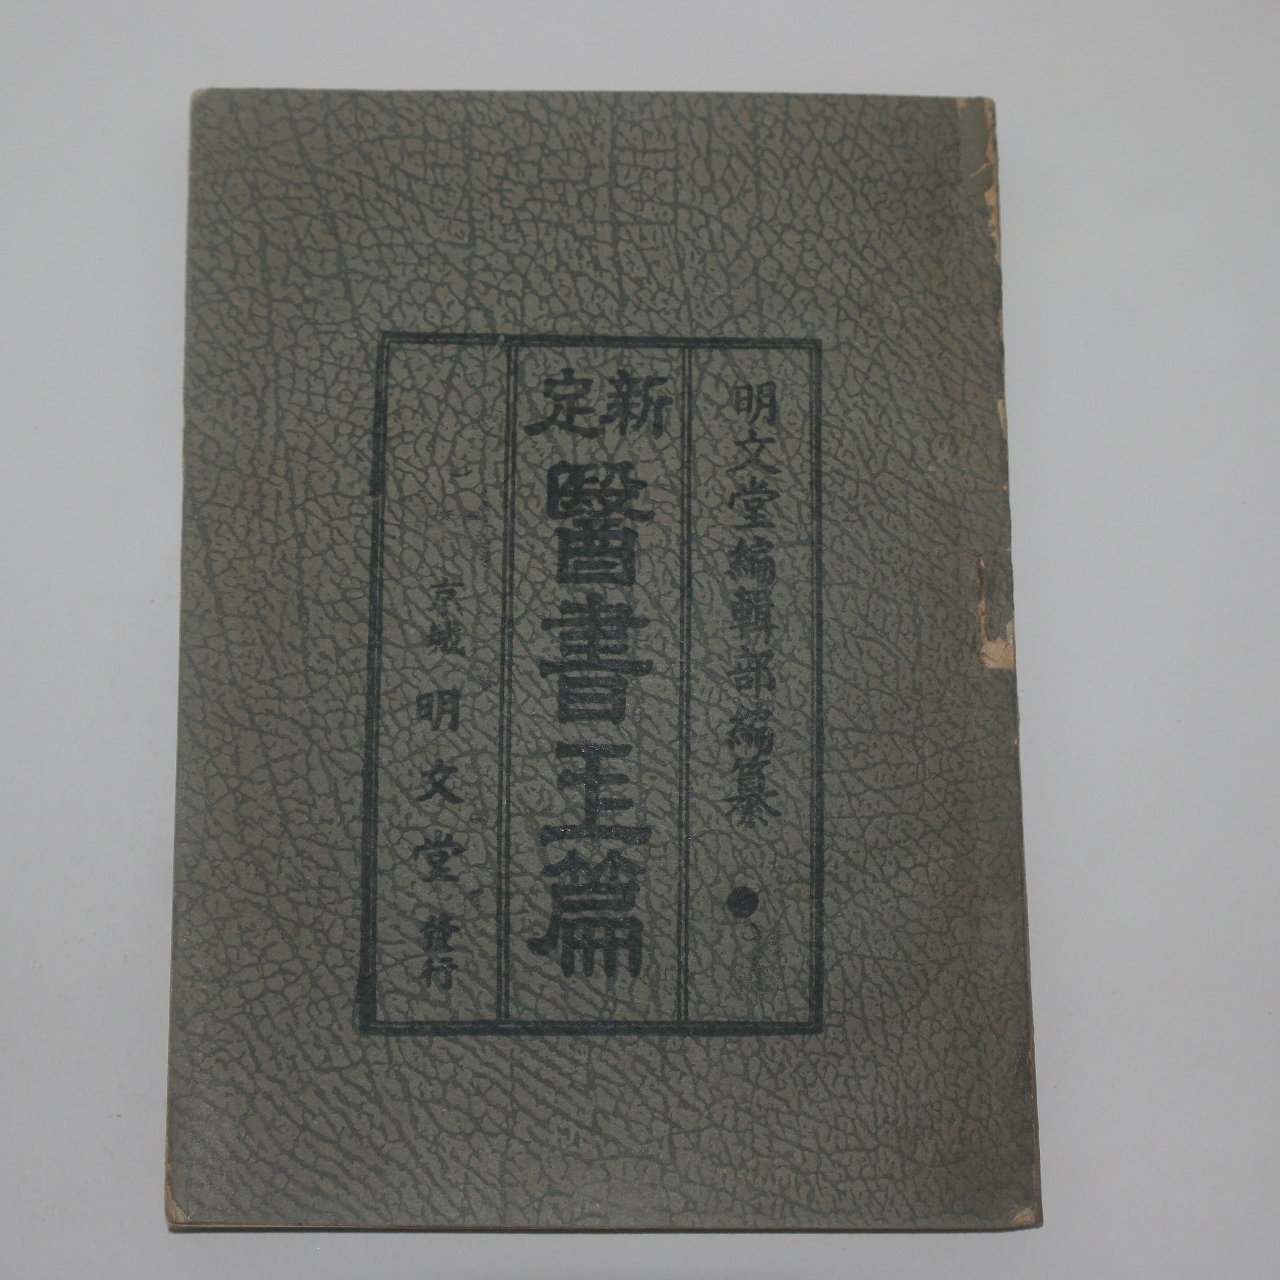 明文堂編輯部編纂
新定
醫書玉篇
京城 明文堂 發行